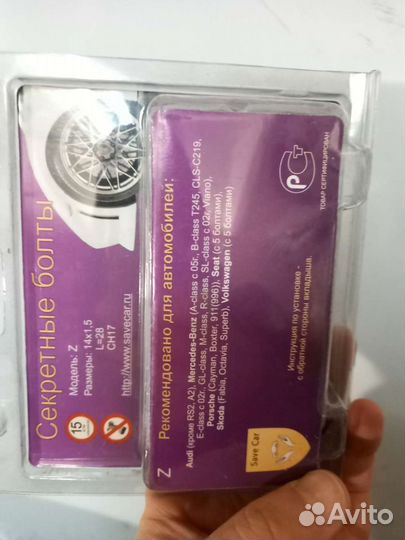 Секретные болты
Модель: Z
Размеры: 14x1,5
L=28
CH17
http://www.savecar.ru
15
Z Рекомендовано для автомобилей:
Audi (кроме RS2, A2), Mercedes-Benz (A-class с 05г., B-class T245, CLS-C219,
E-class с 02г, GL-class, M-class, R-class, SL-class с 02г, Viano),
Porsche (Cayman, Boxter, 911(996)), Seat (с 5 болтами),
Skoda (Fabia, Octavia, Superb), Volkswagen (с 5 болтами)
РСТ
ТОВАР СЕРТИФИЦИРОВАН
Инструкция по установке -
с обратной стороны вкладыша.
Save Car
Avito